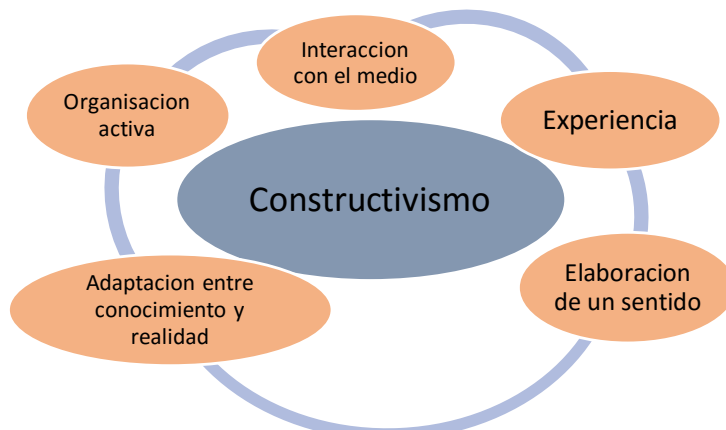 Interaccion
con el medio
Experiencia
Elaboracion
de un sentido
Adaptacion entre
conocimiento y
realidad
Organisacion
activa
Constructivismo